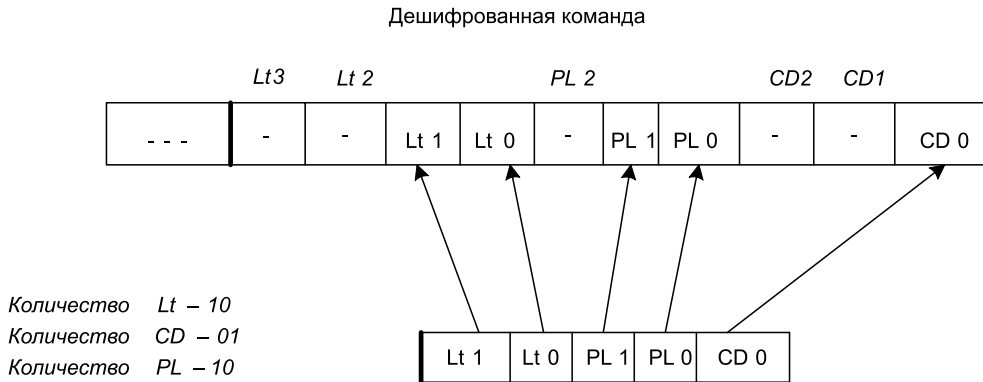 Дешифрованная команда
Lt3 Lt 2 PL 2 CD2 CD1
- - - - - Lt 1 Lt 0 - PL 1 PL 0 - - CD 0
Количество Lt – 10
Количество CD – 01
Количество PL – 10
Lt 1 Lt 0 PL 1 PL 0 CD 0